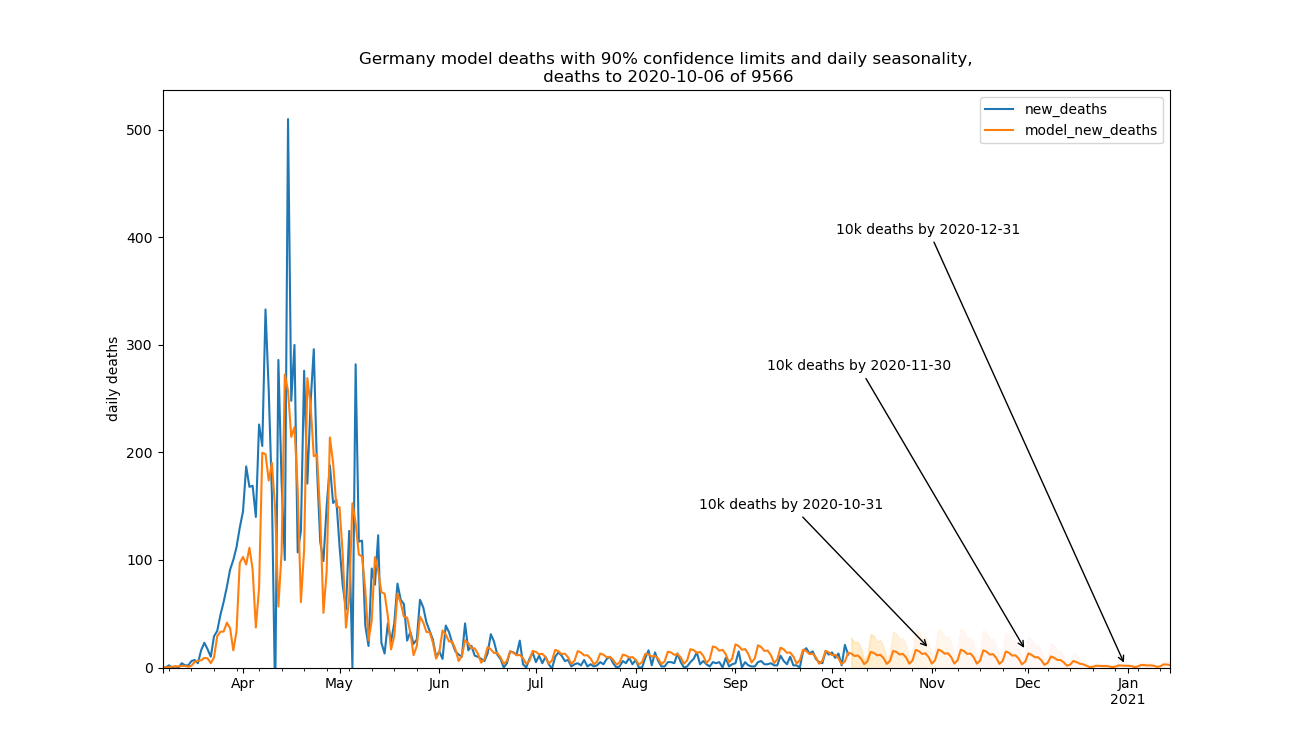 Germany model deaths with 90% confidence limits and daily seasonality,
deaths to 2020-10-06 of 9566
new_deaths
model_new_deaths
500
400
300
200
100
0
daily deaths
10k deaths by 2020-12-31
10k deaths by 2020-11-30
10k deaths by 2020-10-31
Apr May Jun Jul Aug Sep Oct Nov Dec Jan
2021